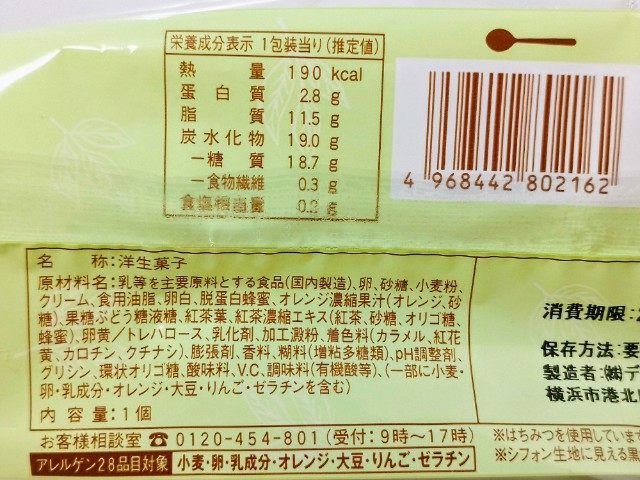 栄養成分表示 1包装当り(推定値)
熱量 190 kcal
蛋白質 2.8 g
脂質 11.5 g
炭水化物 19.0 g
－糖質 18.7 g
－食物繊維 0.3 g
食塩相当量 g
4 968442 802162
名称:洋生菓子
原材料名:乳等を主要原料とする食品(国内製造)、卵、砂糖、小麦粉、
クリーム、食用油脂、卵白、脱蛋白蜂蜜、オレンジ濃縮果汁(オレンジ、砂
糖)、果糖ぶどう糖液糖、紅茶葉、紅茶濃縮エキス(紅茶、砂糖、オリゴ糖、
蜂蜜)、卵黄／トレハロース、乳化剤、加工澱粉、着色料(カラメル、紅花
黄、カロチン、クチナシ)、膨張剤、香料、糊料(増粘多糖類)、pH調整剤、
グリシン、環状オリゴ糖、酸味料、V.C、調味料(有機酸等)、(一部に小麦・
卵・乳成分・オレンジ・大豆・りんご・ゼラチンを含む)
内容量:1個
消費期限:
保存方法:要
製造者:㈱デ
横浜市港北
お客様相談室 ☎ 0120-454-801 (受付:9時～17時)
アレルゲン28品目対象 小麦・卵・乳成分・オレンジ・大豆・りんご・ゼラチン
※はちみつを使用しています
※シフォン生地に見える黒